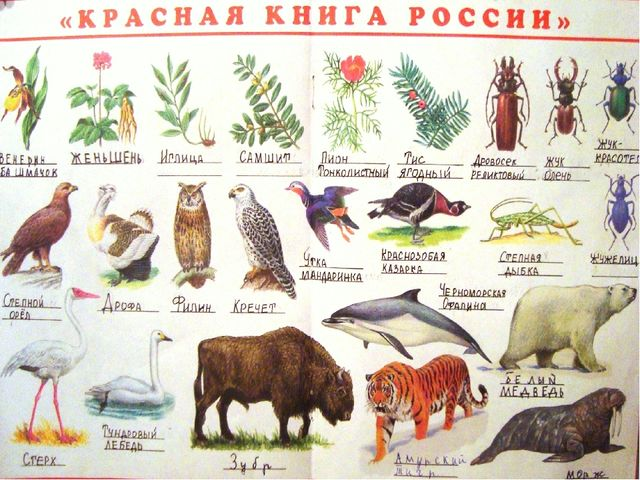 «КРАСНАЯ КНИГА РОССИИ»
ВЕНЕРИН
БАШМАЧОК
ЖЕНЬШЕНЬ
ИГЛИЦА
САМШИТ
ПИОН
ТОНКОЛИСТНЫЙ
ТИС
ЯГОДНЫЙ
ДРОВОСЕК
РЕЛИКТОВЫЙ
ЖУК
ОЛЕНЬ
ЖУК-
КРАСОТЕЛ
СТЕПНОЙ
ОРЁЛ
ДРОФА
ФИЛИН
КРЕЧЕТ
УТКА
МАНДАРИНКА
КРАСНОЗОБАЯ
КАЗАРКА
СТЕПНАЯ
ДЫБКА
ЖУЖЕЛИЦ
СТЕРХ
ТУНДРОВЫЙ
ЛЕБЕДЬ
ЗУБР
ЧЕРНОМОРСКАЯ
АМУРСКИЙ
ТИГР
БЕЛЫЙ
МЕДВЕДЬ
МОРЖ